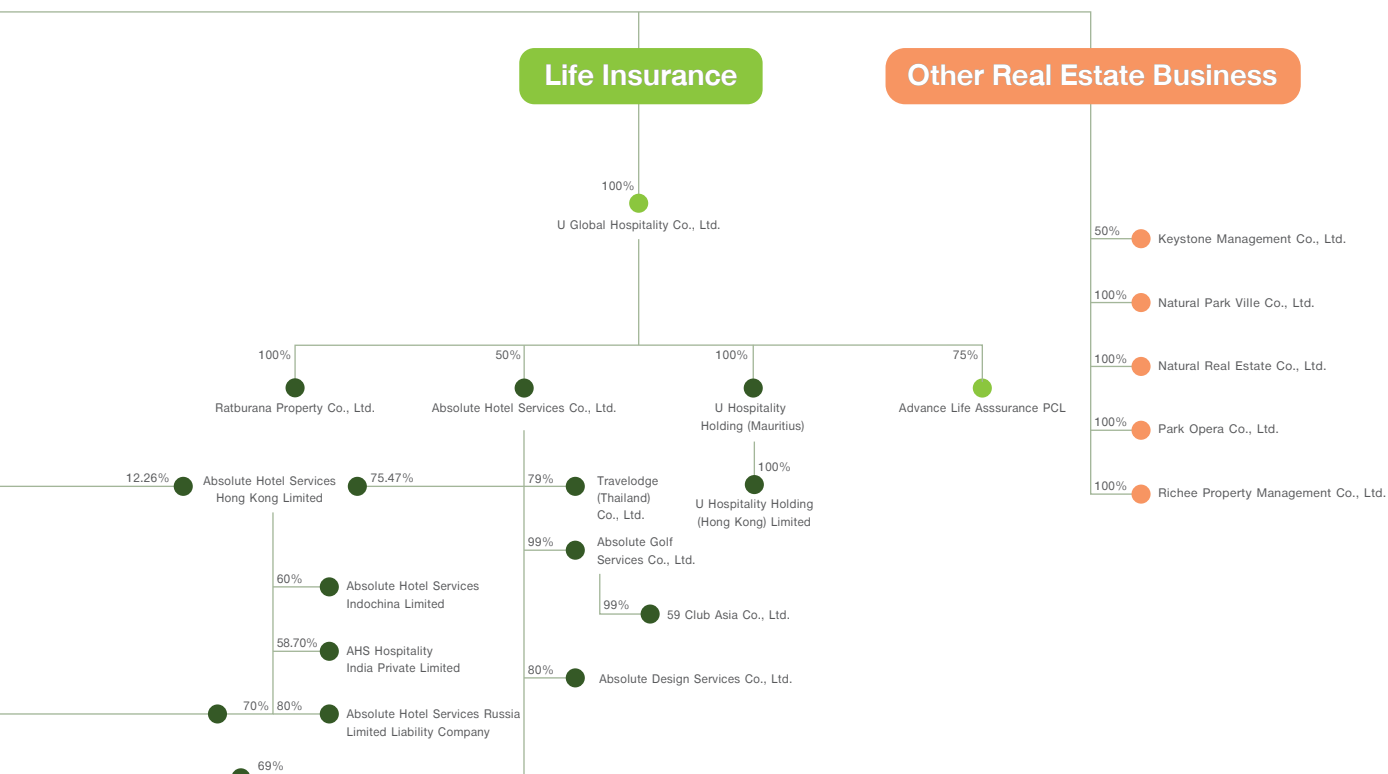 Life Insurance
Other Real Estate Business
100%
U Global Hospitality Co., Ltd.
50%
Keystone Management Co., Ltd.
100%
Natural Park Ville Co., Ltd.
100%
Natural Real Estate Co., Ltd.
100%
Park Opera Co., Ltd.
100%
Richee Property Management Co., Ltd.
100%
Ratburana Property Co., Ltd.
50%
Absolute Hotel Services Co., Ltd.
100%
U Hospitality
Holding (Mauritius)
75%
Advance Life Asssurance PCL
100%
U Hospitality Holding
(Hong Kong) Limited
12.26%
Absolute Hotel Services
Hong Kong Limited
75.47%
79%
Travelodge
(Thailand)
Co., Ltd.
99%
Absolute Golf
Services Co., Ltd.
99%
59 Club Asia Co., Ltd.
80%
Absolute Design Services Co., Ltd.
60%
Absolute Hotel Services
Indochina Limited
58.70%
AHS Hospitality
India Private Limited
70%
80%
Absolute Hotel Services Russia
Limited Liability Company
69%